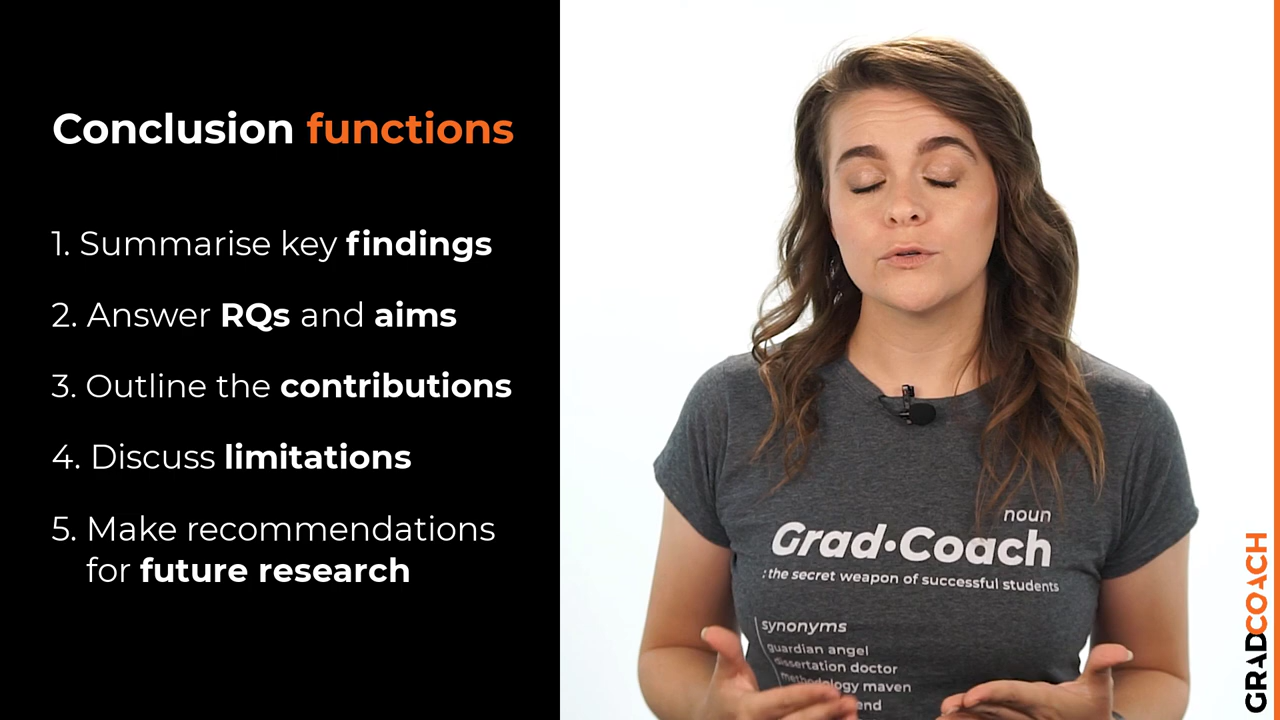 Conclusion functions
1. Summarise key findings
2. Answer RQs and aims
3. Outline the contributions
4. Discuss limitations
5. Make recommendations
for future research
noun
Grad•Coach
: the secret weapon of successful students
synonyms
guardian angel
dissertation doctor
methodology maven
GRADCOACH